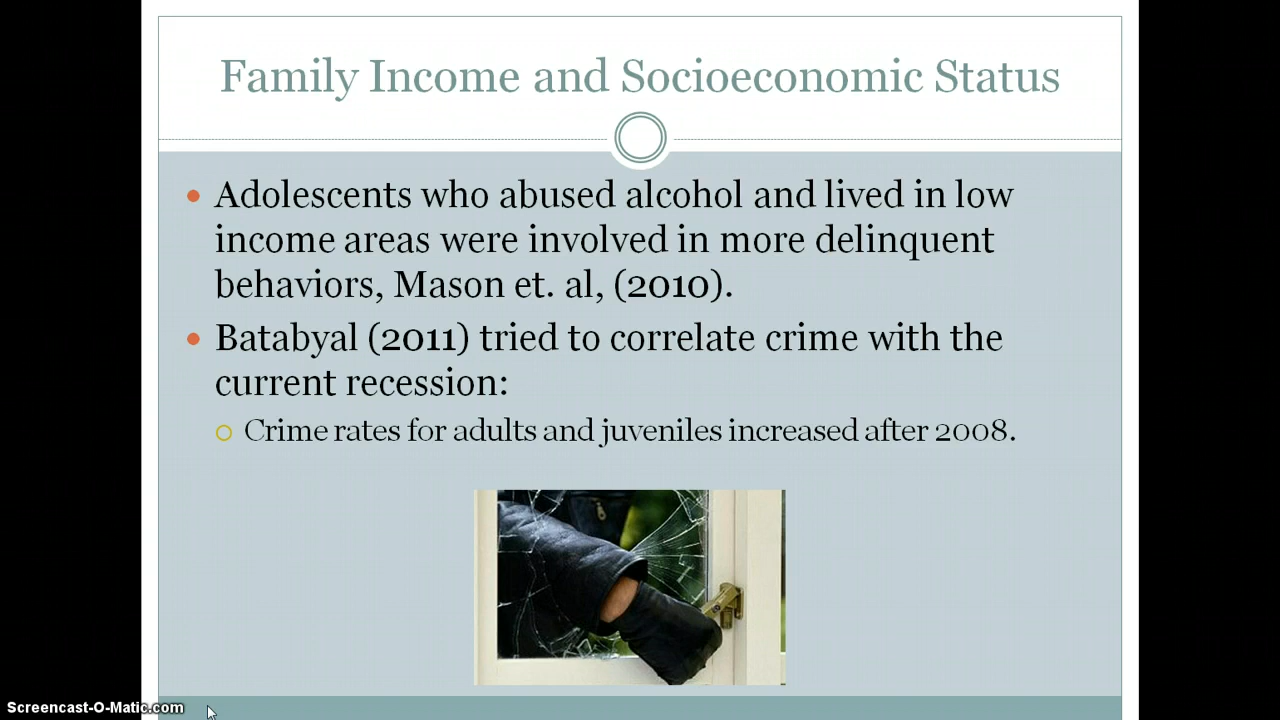 Family Income and Socioeconomic Status
Adolescents who abused alcohol and lived in low
income areas were involved in more delinquent
behaviors, Mason et. al, (2010).
Batabyal (2011) tried to correlate crime with the
current recession:
Crime rates for adults and juveniles increased after 2008.
Screencast-O-Matic.com